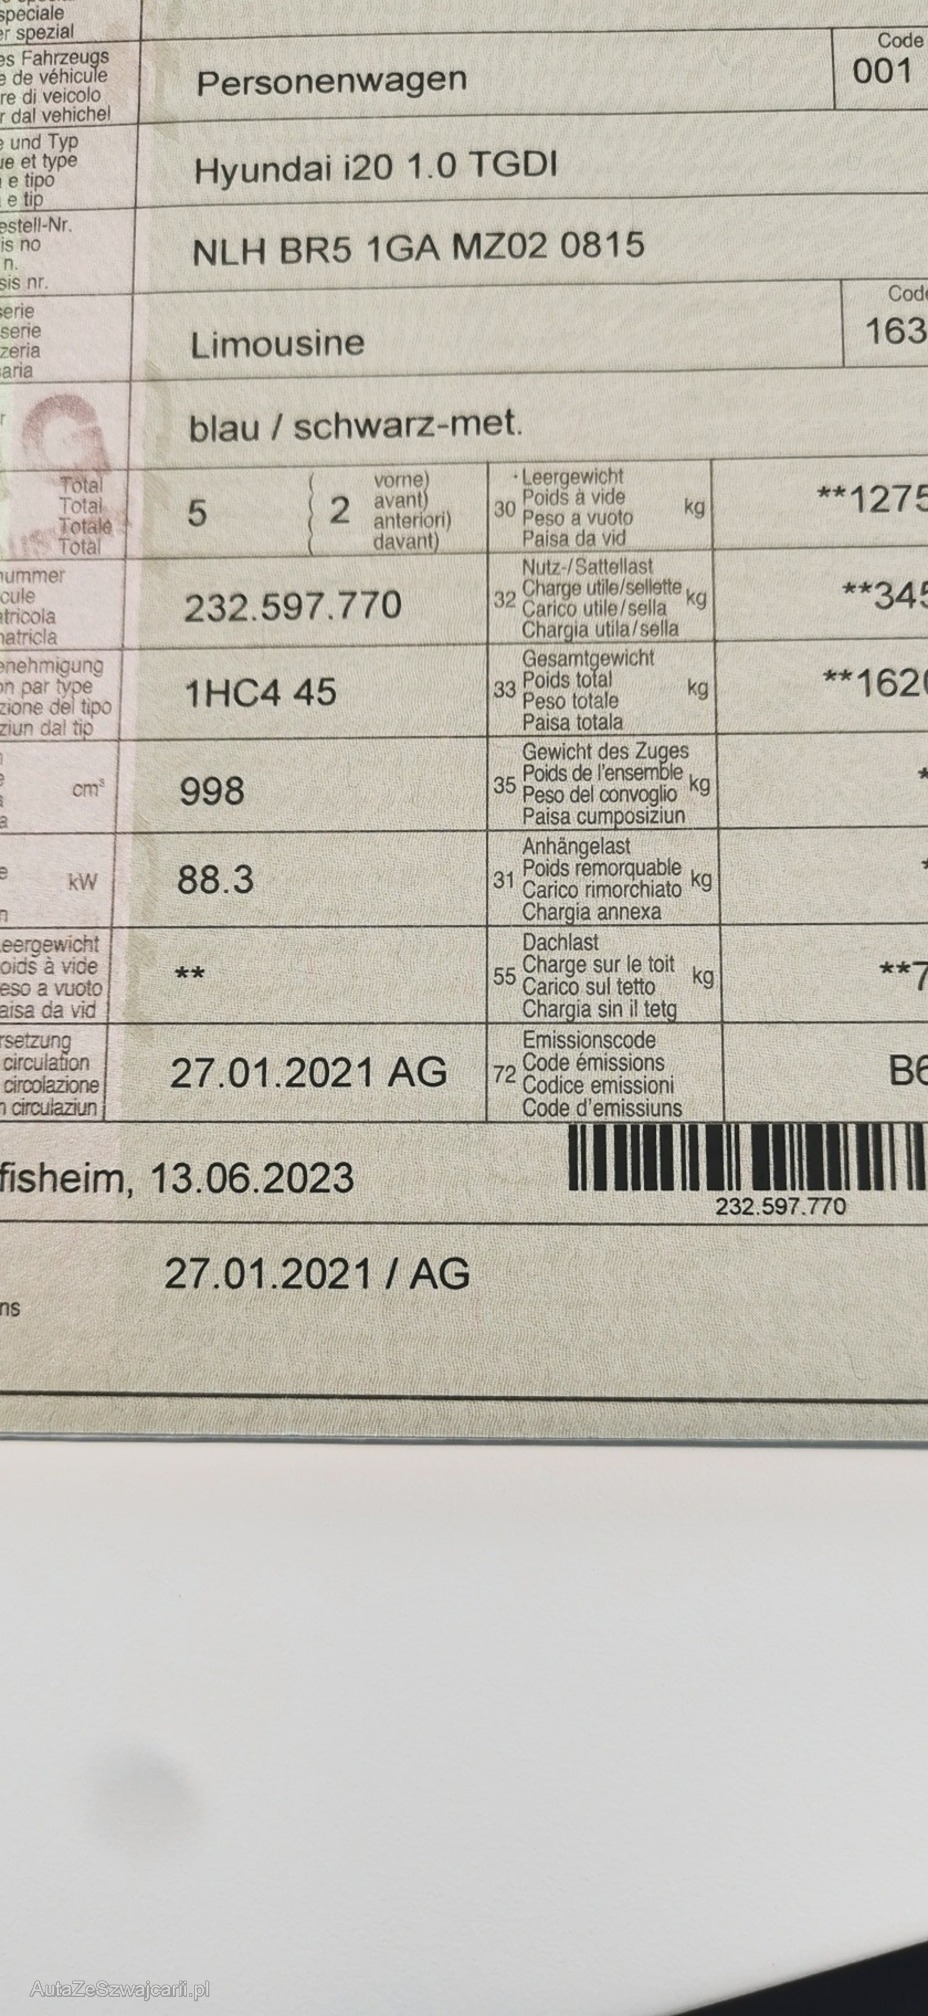 speciale
er spezial
es Fahrzeugs
e de véhicule
re di veicolo
r dal vehichel
Personenwagen
Code
001
e und Typ
ue et type
e tipo
e tip
Hyundai i20 1.0 TGDI
estell-Nr.
is no
n.
sis nr.
NLH BR5 1GA MZ02 0815
serie
serie
zeria
aria
Limousine
Code
163
r
blau / schwarz-met.
Total
Total
Totale
Total
5
2
vorne)
avant)
anteriori)
davant)
30
Leergewicht
Poids à vide
Peso a vuoto
Paisa da vid
kg
**1275
nummer
cule
atricola
natricla
232.597.770
32
Nutz-/Sattellast
Charge utile/sellette
Carico utile/sella
Chargia utila/sella
kg
**345
enehmigung
on par type
zione del tipo
ziun dal tip
1HC4 45
33
Gesamtgewicht
Poids total
Peso totale
Paisa totala
kg
**1620
cm³
998
35
Gewicht des Zuges
Poids de l'ensemble
Peso del convoglio
Paisa cumposiziun
kg
*
kW
88.3
31
Anhängelast
Poids remorquable
Carico rimorchiato
Chargia annexa
kg
*
Leergewicht
oids à vide
eso a vuoto
aisa da vid
**
55
Dachlast
Charge sur le toit
Carico sul tetto
Chargia sin il tetg
kg
**7
rsetzung
circulation
circolazione
n circulaziun
27.01.2021 AG
72
Emissionscode
Code émissions
Codice emissioni
Code d'emissiuns
B6
fisheim, 13.06.2023
232.597.770
27.01.2021 / AG
ns
AutaZeSzwajcarii.pl